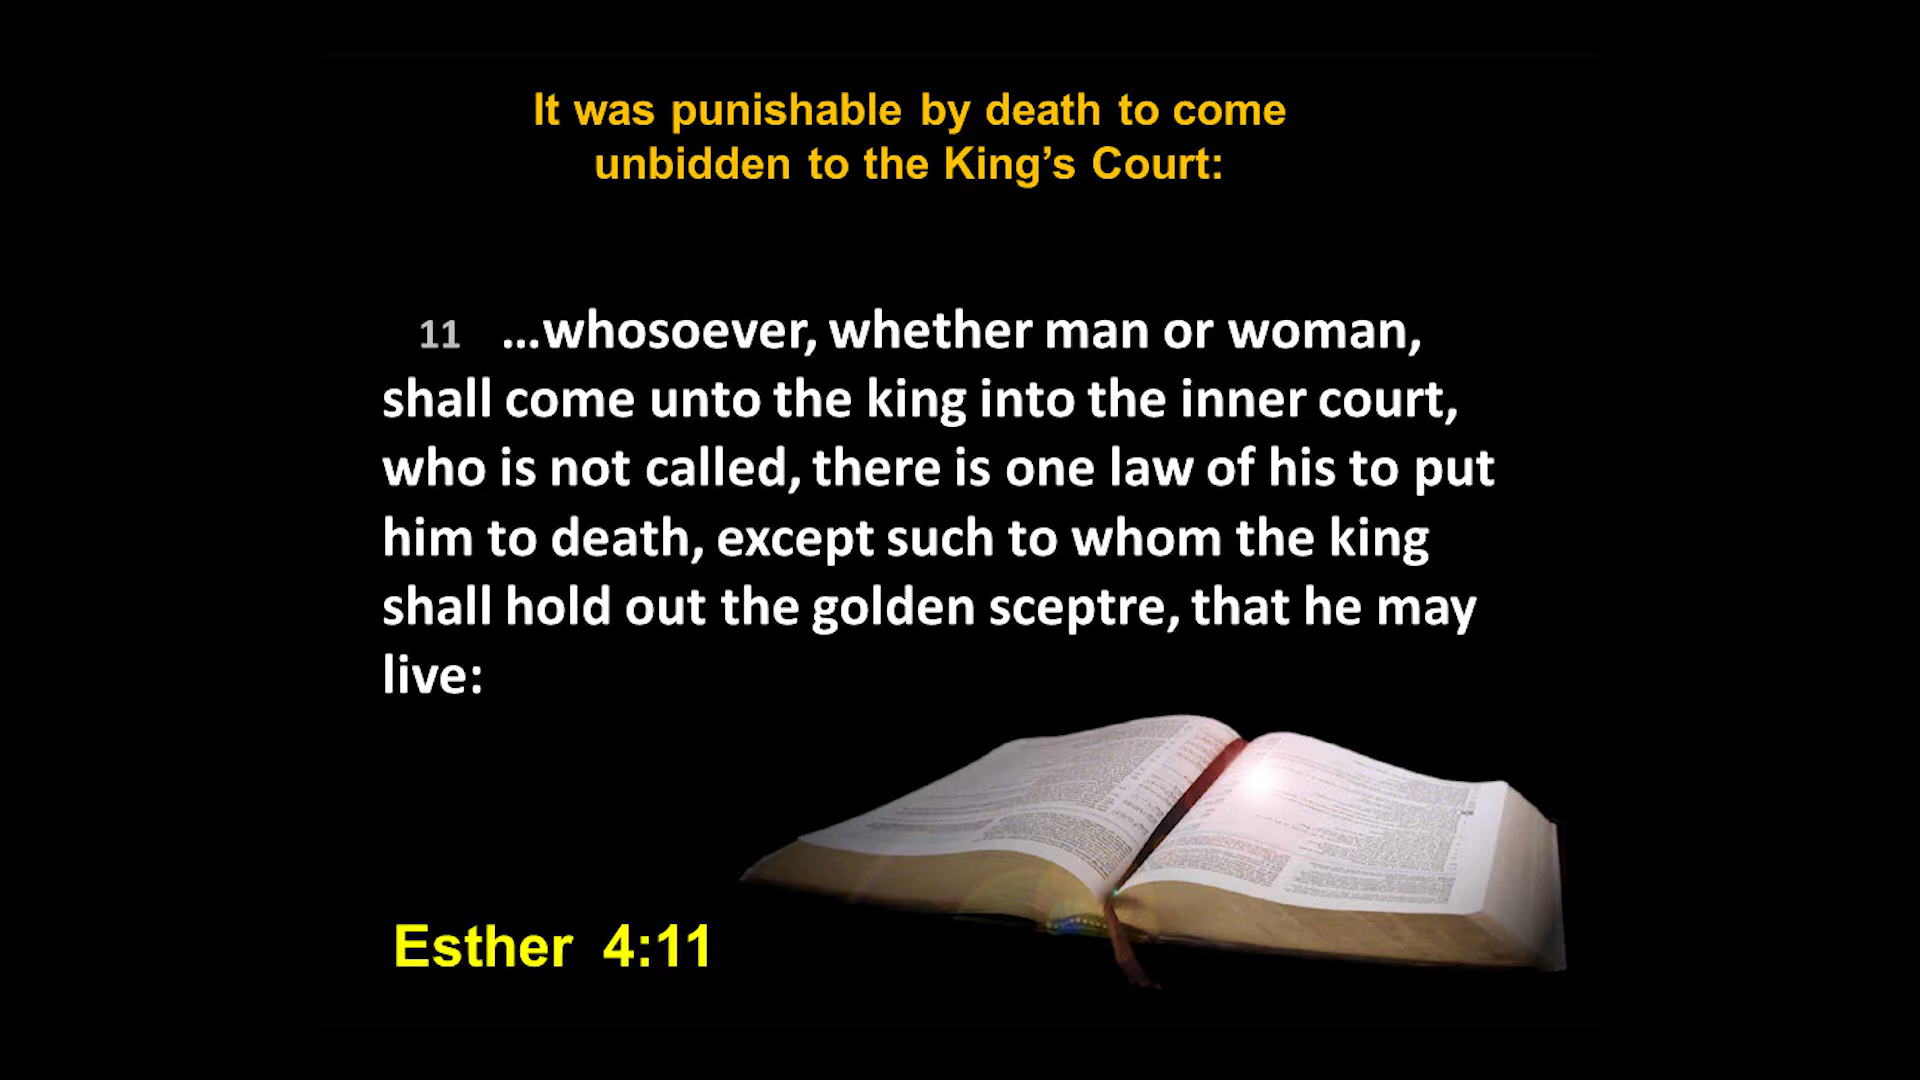 It was punishable by death to come
unbidden to the King’s Court:
11 …whosoever, whether man or woman,
shall come unto the king into the inner court,
who is not called, there is one law of his to put
him to death, except such to whom the king
shall hold out the golden sceptre, that he may
live:
Esther 4:11